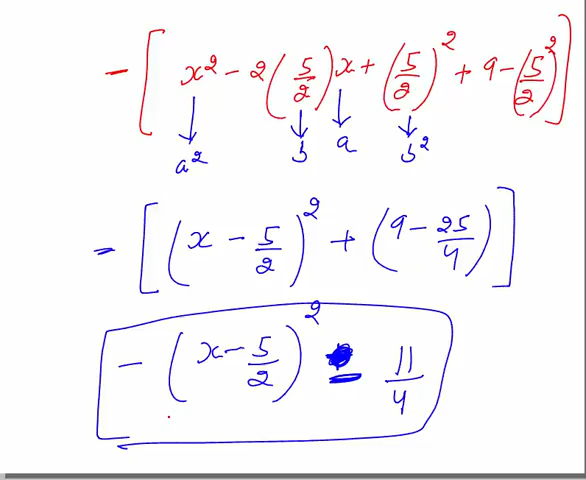 - [ x² - 2(5/2)x + (5/2)² + 9 - (5/2)² ]
a² b a b²
= [ (x - 5/2)² + (9 - 25/4) ]
- (x - 5/2)² - 11/4